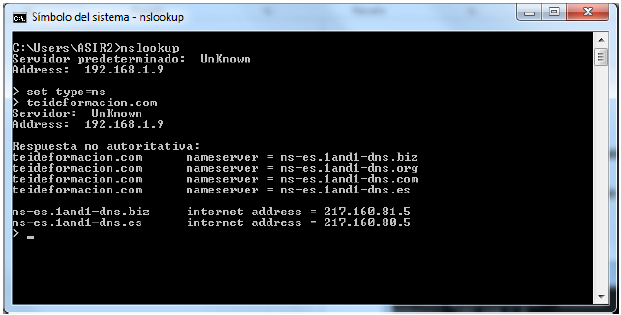 Símbolo del sistema - nslookup
C:\Users\ASIR2>nslookup
Servidor predeterminado:  UnKnown
Address:  192.168.1.9
> set type=ns
> teideformacion.com
Servidor:  UnKnown
Address:  192.168.1.9
Respuesta no autoritativa:
teideformacion.com      nameserver = ns-es.1and1-dns.biz
teideformacion.com      nameserver = ns-es.1and1-dns.org
teideformacion.com      nameserver = ns-es.1and1-dns.com
teideformacion.com      nameserver = ns-es.1and1-dns.es
ns-es.1and1-dns.biz     internet address = 217.160.81.5
ns-es.1and1-dns.es      internet address = 217.160.80.5
> _